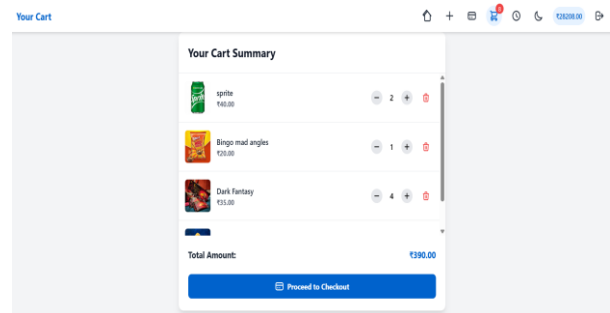 Your Cart
₹28208.00
Your Cart Summary
sprite
₹40.00
2
Bingo mad angles
₹20.00
1
Dark Fantasy
₹35.00
4
Total Amount:
₹390.00
Proceed to Checkout